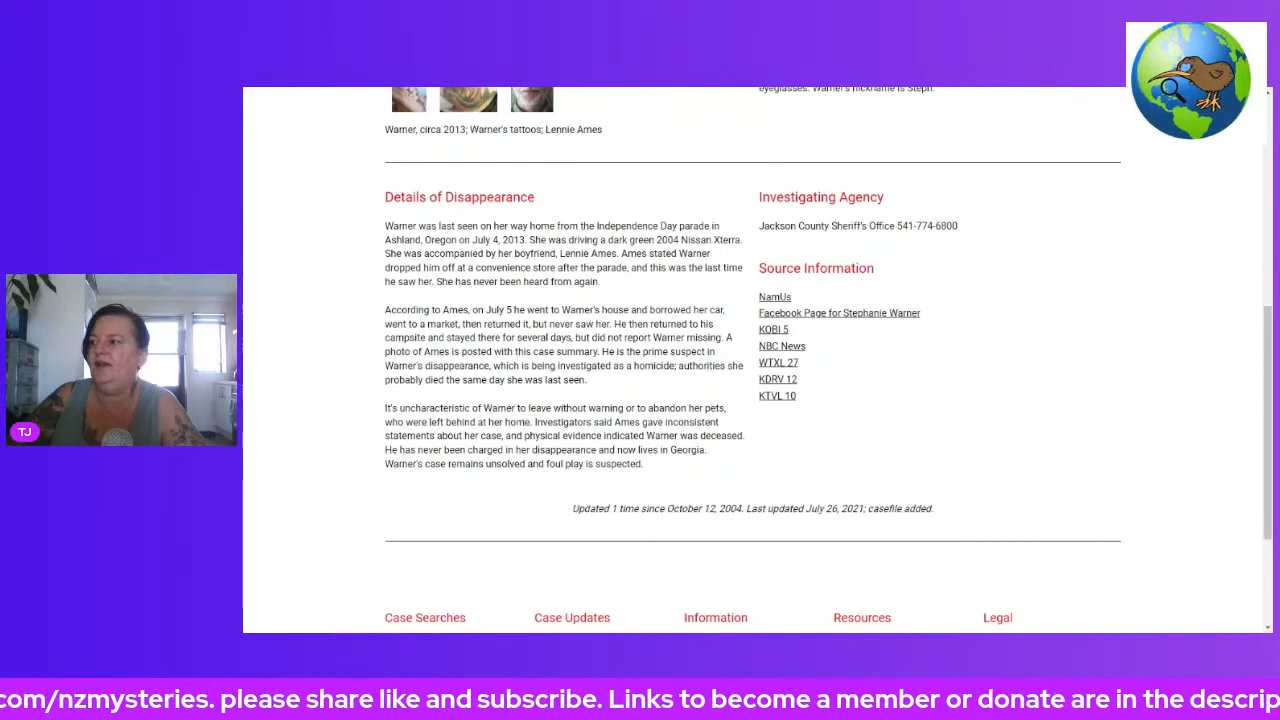 eyeglasses. Warner's nickname is Steph.
Warner, circa 2013; Warner's tattoos; Lennie Ames
Details of Disappearance
Warner was last seen on her way home from the Independence Day parade in
Ashland, Oregon on July 4, 2013. She was driving a dark green 2004 Nissan Xterra.
She was accompanied by her boyfriend, Lennie Ames. Ames stated Warner
dropped him off at a convenience store after the parade, and this was the last time
he saw her. She has never been heard from again.
According to Ames, on July 5 he went to Warner's house and borrowed her car,
went to a market, then returned it, but never saw her. He then returned to his
campsite and stayed there for several days, but did not report Warner missing. A
photo of Ames is posted with this case summary. He is the prime suspect in
Warner's disappearance, which is being investigated as a homicide; authorities she
probably died the same day she was last seen.
It's uncharacteristic of Warner to leave without warning or to abandon her pets,
who were left behind at her home. Investigators said Ames gave inconsistent
statements about her case, and physical evidence indicated Warner was deceased.
He has never been charged in her disappearance and now lives in Georgia.
Warner's case remains unsolved and foul play is suspected.
Investigating Agency
Jackson County Sheriff's Office 541-774-6800
Source Information
NamUs
Facebook Page for Stephanie Warner
KOBI 5
NBC News
WTXL 27
KDRV 12
KTVL 10
Updated 1 time since October 12, 2004. Last updated July 26, 2021; casefile added.
Case Searches
Case Updates
Information
Resources
Legal
TJ
com/nzmysteries. please share like and subscribe. Links to become a member or donate are in the descrip